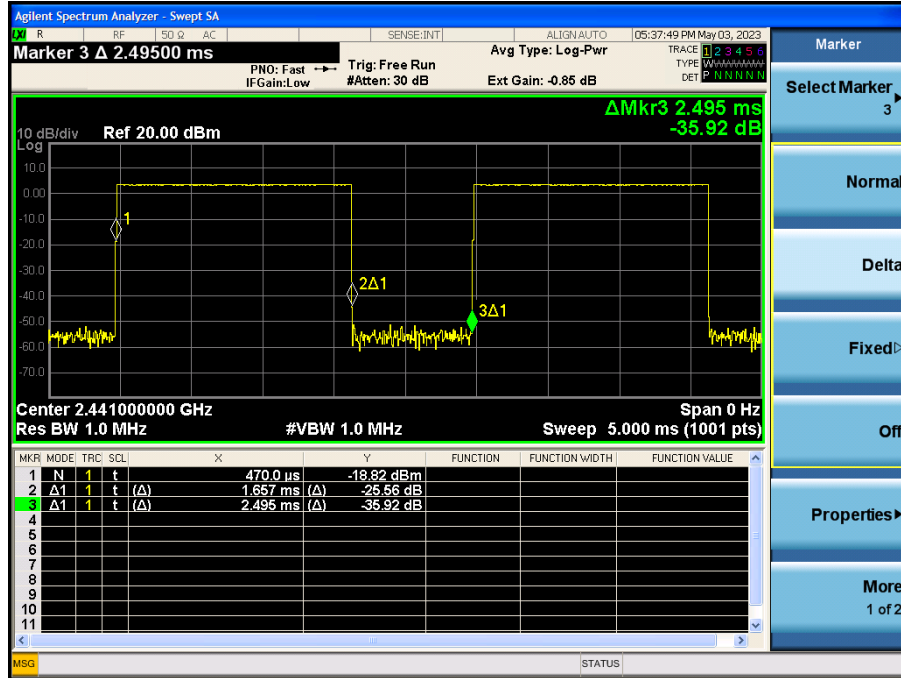 Agilent Spectrum Analyzer - Swept SA
LXI R RF 50 Ω AC SENSE:INT ALIGN AUTO 05:37:49 PM May 03, 2023
Marker 3 Δ 2.49500 ms
PNO: Fast
IFGain:Low
Trig: Free Run
#Atten: 30 dB
Avg Type: Log-Pwr
Ext Gain: -0.85 dB
TRACE 1 2 3 4 5 6
TYPE W
DET P N N N N N
Marker
Select Marker
3
Normal
Delta
Fixed
Off
Properties
More
1 of 2
ΔMkr3 2.495 ms
-35.92 dB
10 dB/div Ref 20.00 dBm
Log
10.0
0.00
-10.0
-20.0
-30.0
-40.0
-50.0
-60.0
-70.0
1
2Δ1
3Δ1
Center 2.441000000 GHz Span 0 Hz
Res BW 1.0 MHz #VBW 1.0 MHz Sweep 5.000 ms (1001 pts)
MKR MODE TRC SCL X Y FUNCTION FUNCTION WIDTH FUNCTION VALUE
1 N 1 t 470.0 µs -18.82 dBm
2 Δ1 1 t (Δ) 1.657 ms (Δ) -25.56 dB
3 Δ1 1 t (Δ) 2.495 ms (Δ) -35.92 dB
4
5
6
7
8
9
10
11
MSG STATUS